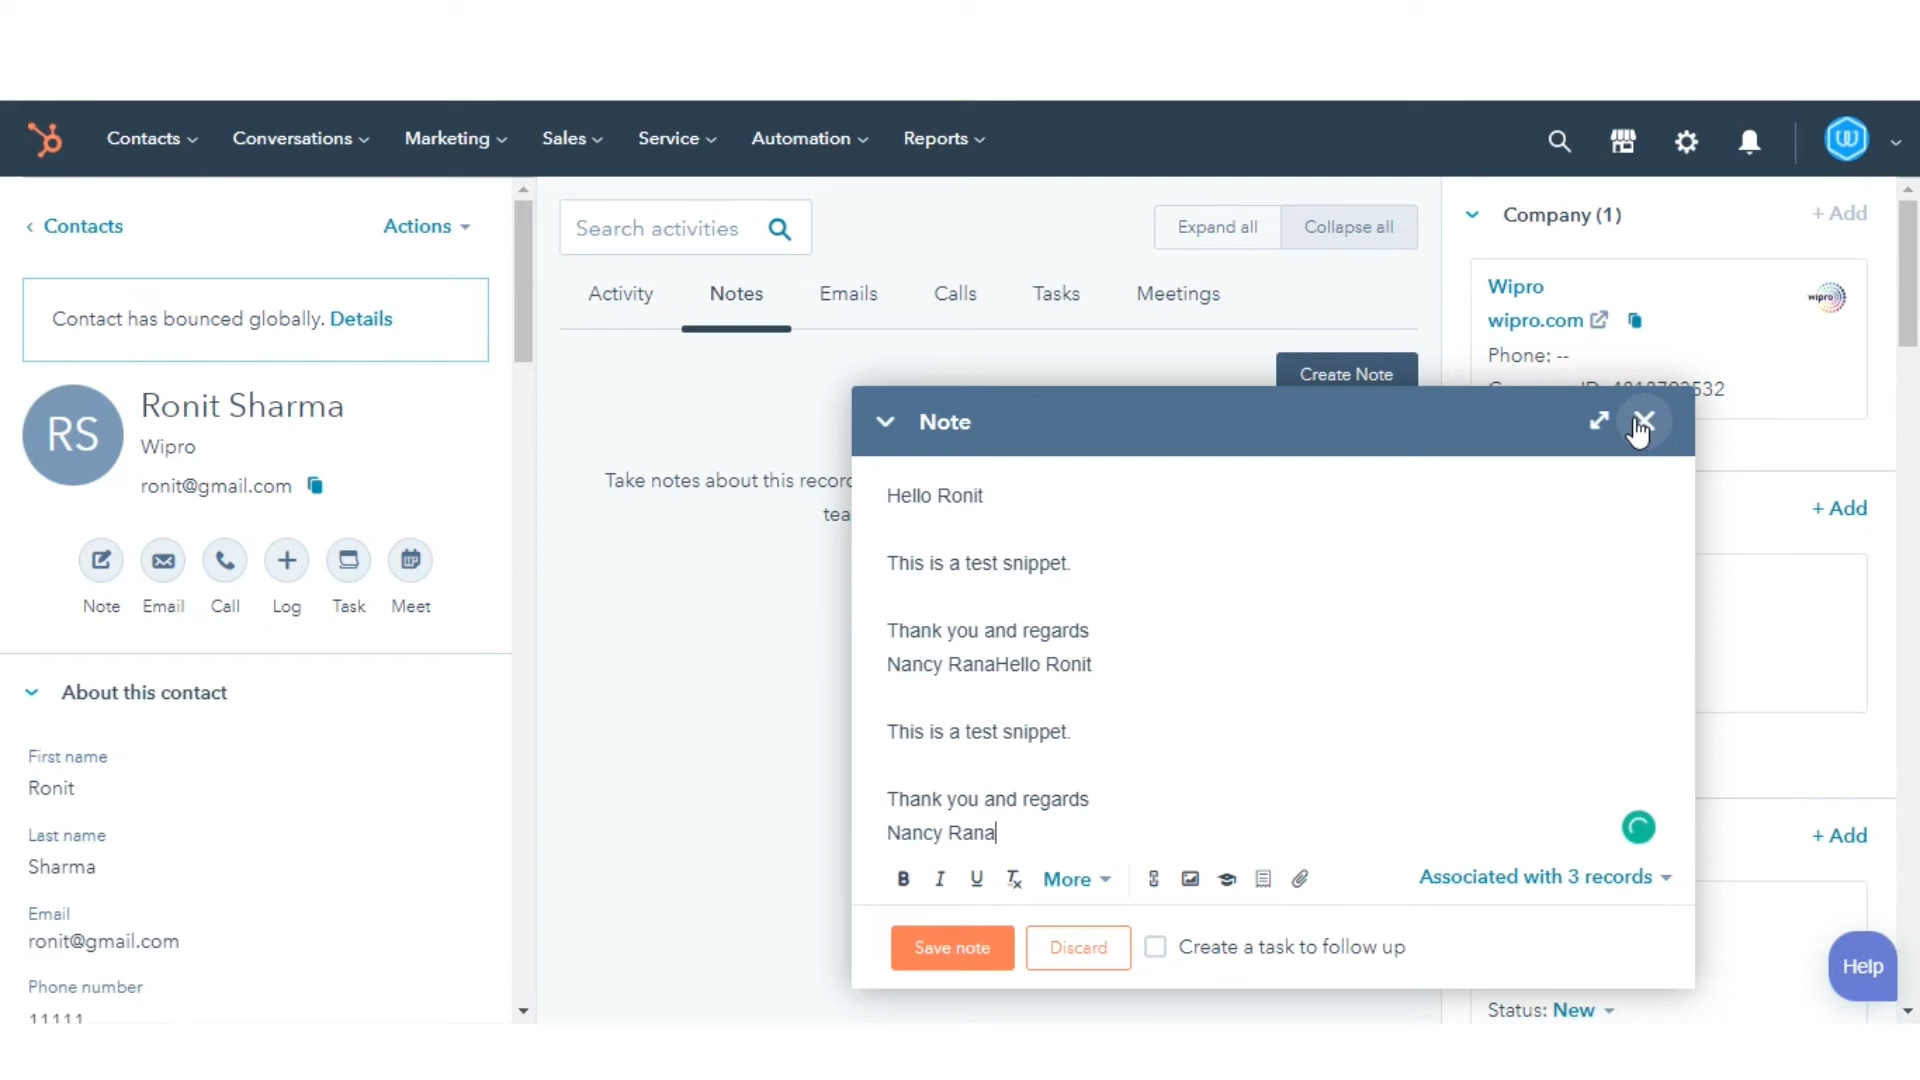 Contacts
Conversations
Marketing
Sales
Service
Automation
Reports
Contacts
Actions
Contact has bounced globally. Details
RS
Ronit Sharma
Wipro
ronit@gmail.com
Note
Email
Call
Log
Task
Meet
About this contact
First name
Ronit
Last name
Sharma
Email
ronit@gmail.com
Phone number
11111
Search activities
Expand all
Collapse all
Activity
Notes
Emails
Calls
Tasks
Meetings
Create Note
Take notes about this record
tea
Note
Hello Ronit
This is a test snippet.
Thank you and regards
Nancy RanaHello Ronit
This is a test snippet.
Thank you and regards
Nancy Rana
B I U Tx More
Associated with 3 records
Save note
Discard
Create a task to follow up
Company (1)
+ Add
Wipro
wipro
wipro.com
Phone: --
532
+ Add
+ Add
Help
Status: New